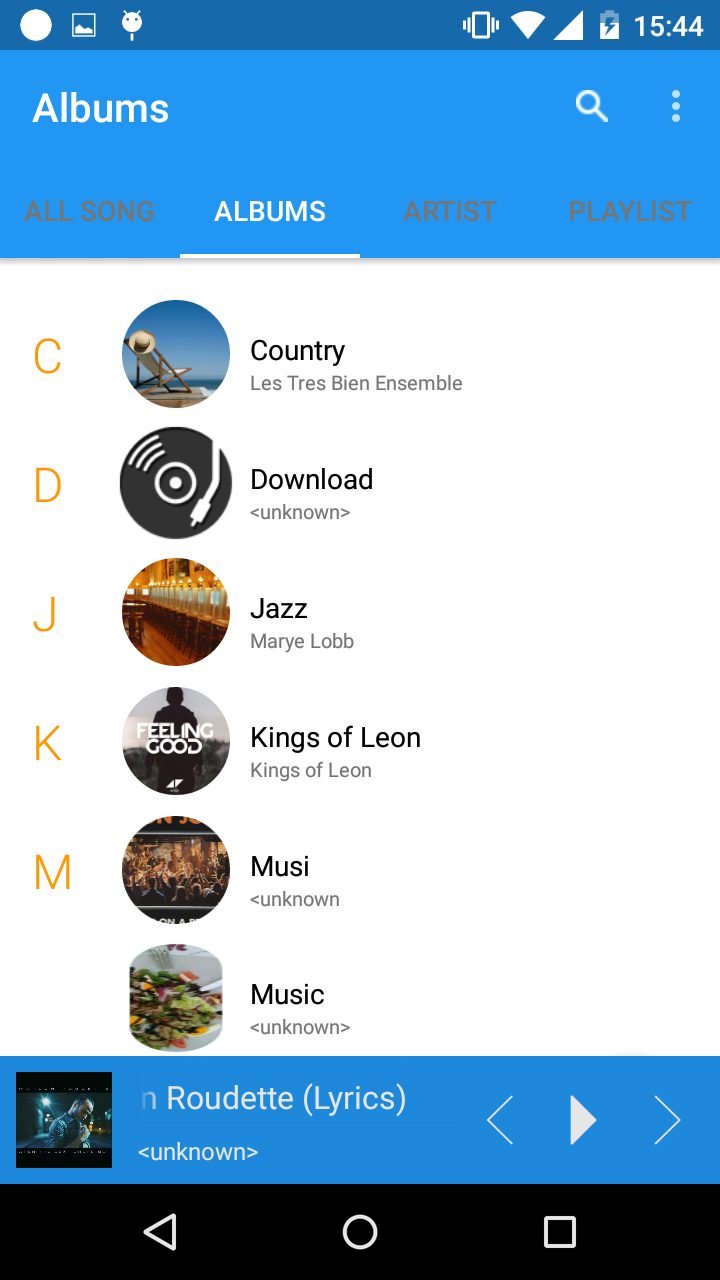 15:44
Albums
ALL SONG ALBUMS ARTIST PLAYLIST
C
Country
Les Tres Bien Ensemble
D
Download
<unknown>
J
Jazz
Marye Lobb
K
FEELING
GOOD
Kings of Leon
Kings of Leon
M
Musi
<unknown
Music
<unknown>
n Roudette (Lyrics)
<unknown>